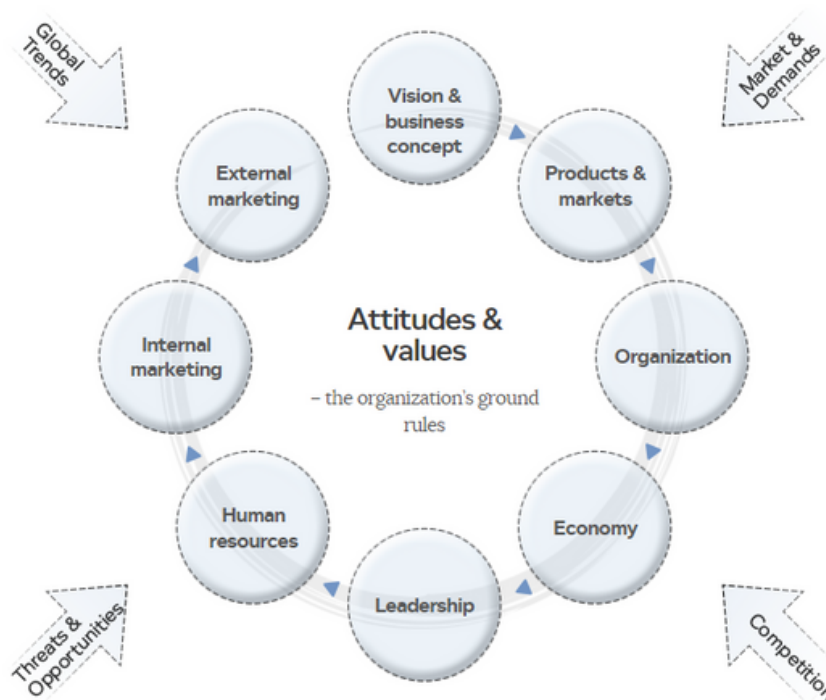 Global
Trends
Market &
Demands
Vision &
business
concept
External
marketing
Products &
markets
Attitudes &
values
– the organization's ground
rules
Internal
marketing
Organization
Human
resources
Economy
Leadership
Threats &
Opportunities
Competitio